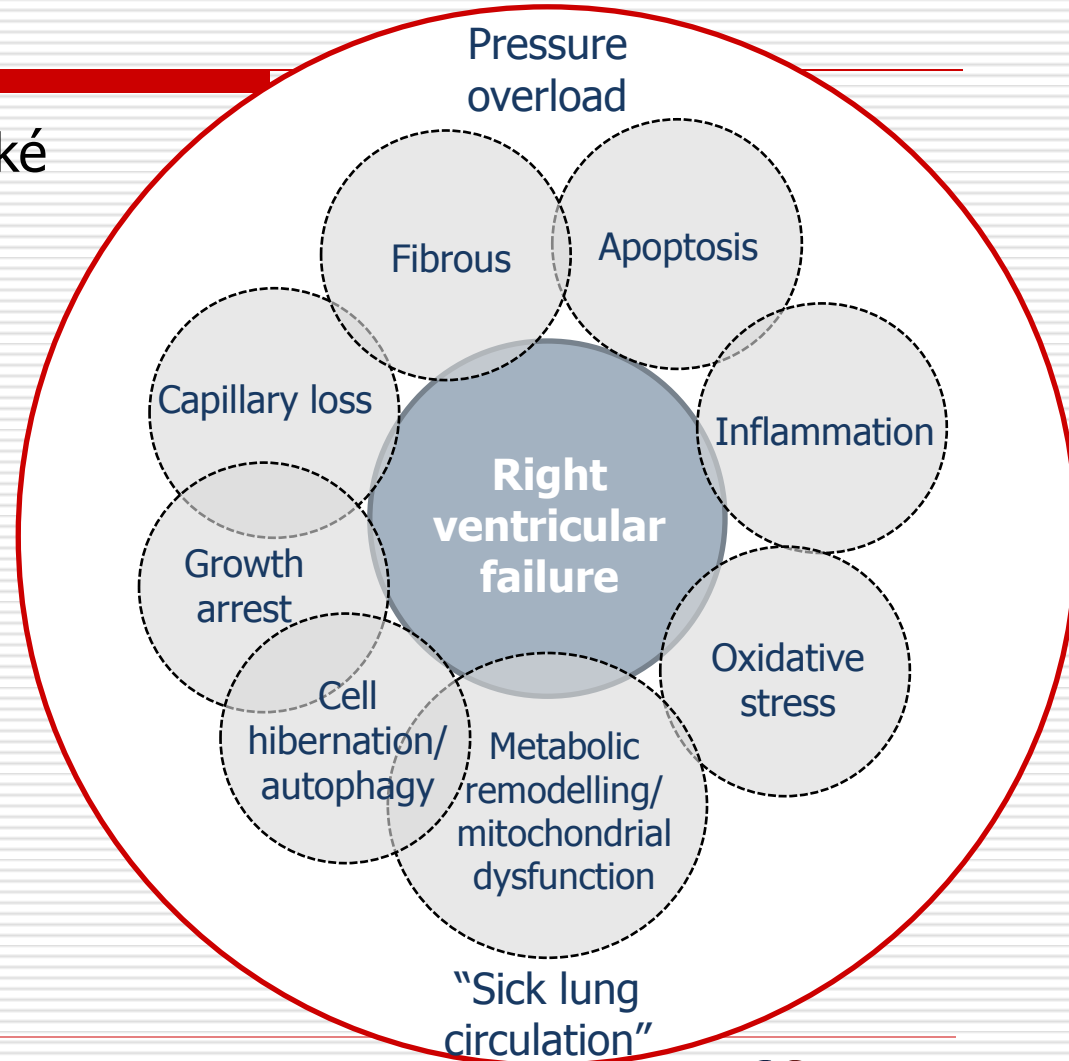 Pressure
overload
ké
Fibrous
Apoptosis
Capillary loss
Inflammation
Right
ventricular
failure
Growth
arrest
Oxidative
stress
Cell
hibernation/
autophagy
Metabolic
remodelling/
mitochondrial
dysfunction
“Sick lung
circulation”